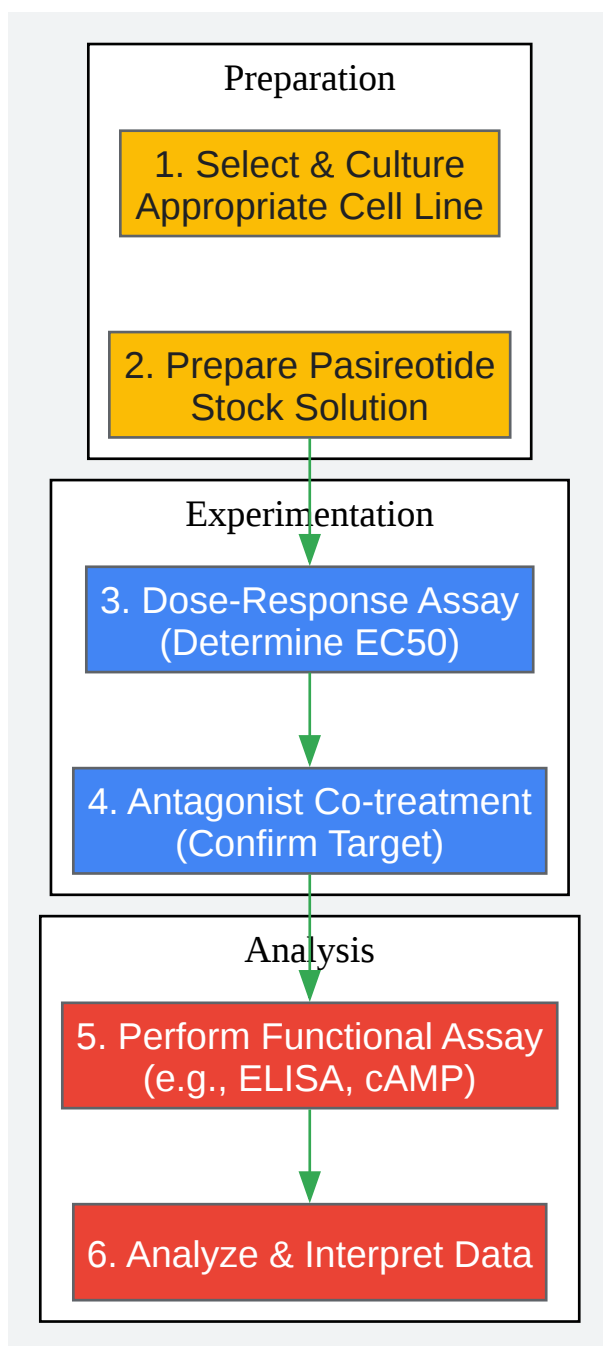 Preparation
1. Select & Culture
Appropriate Cell Line
2. Prepare Pasireotide
Stock Solution
Experimentation
3. Dose-Response Assay
(Determine EC50)
4. Antagonist Co-treatment
(Confirm Target)
Analysis
5. Perform Functional Assay
(e.g., ELISA, cAMP)
6. Analyze & Interpret Data